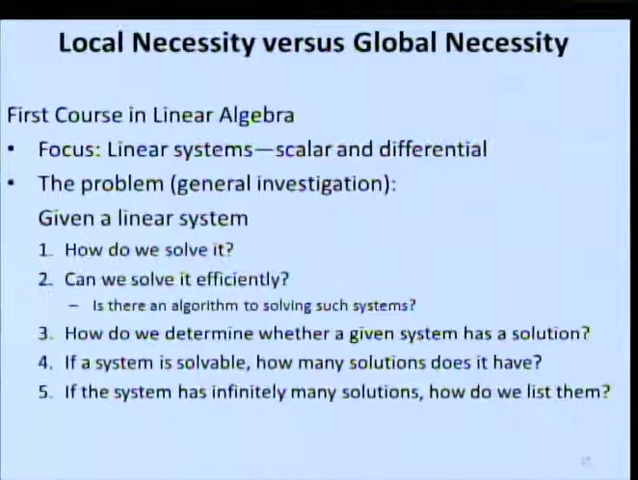 Local Necessity versus Global Necessity
First Course in Linear Algebra
• Focus: Linear systems—scalar and differential
• The problem (general investigation):
Given a linear system
1. How do we solve it?
2. Can we solve it efficiently?
– Is there an algorithm to solving such systems?
3. How do we determine whether a given system has a solution?
4. If a system is solvable, how many solutions does it have?
5. If the system has infinitely many solutions, how do we list them?